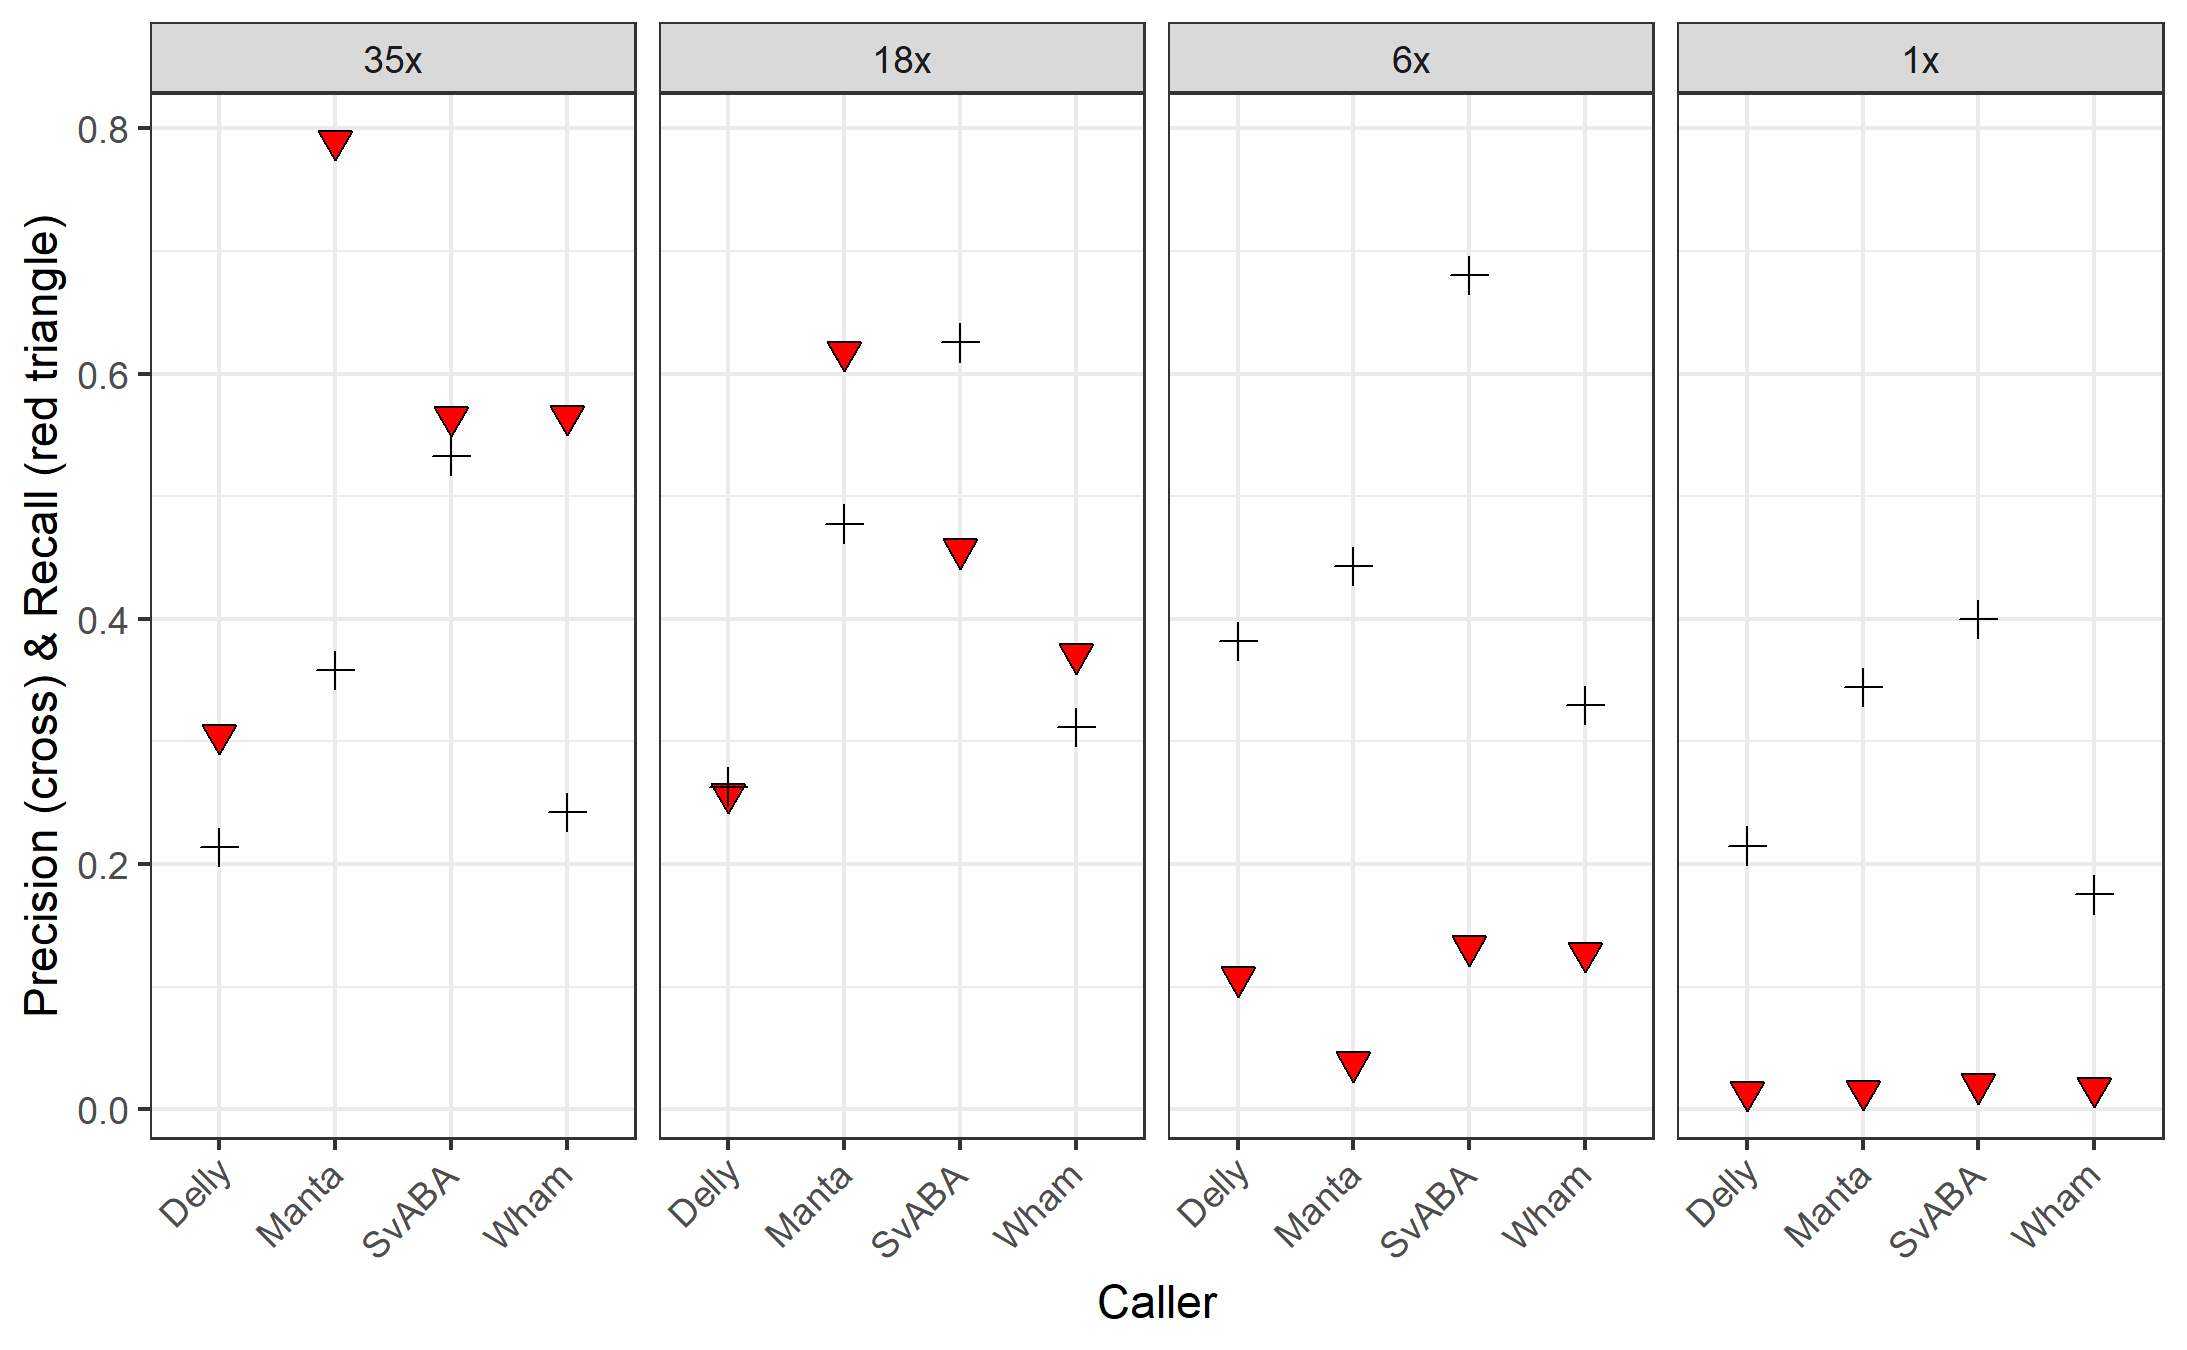 35x
18x
6x
1x
Precision (cross) & Recall (red triangle)
0.8
0.6
0.4
0.2
0.0
Delly
Manta
SvABA
Wham
Delly
Manta
SvABA
Wham
Delly
Manta
SvABA
Wham
Delly
Manta
SvABA
Wham
Caller